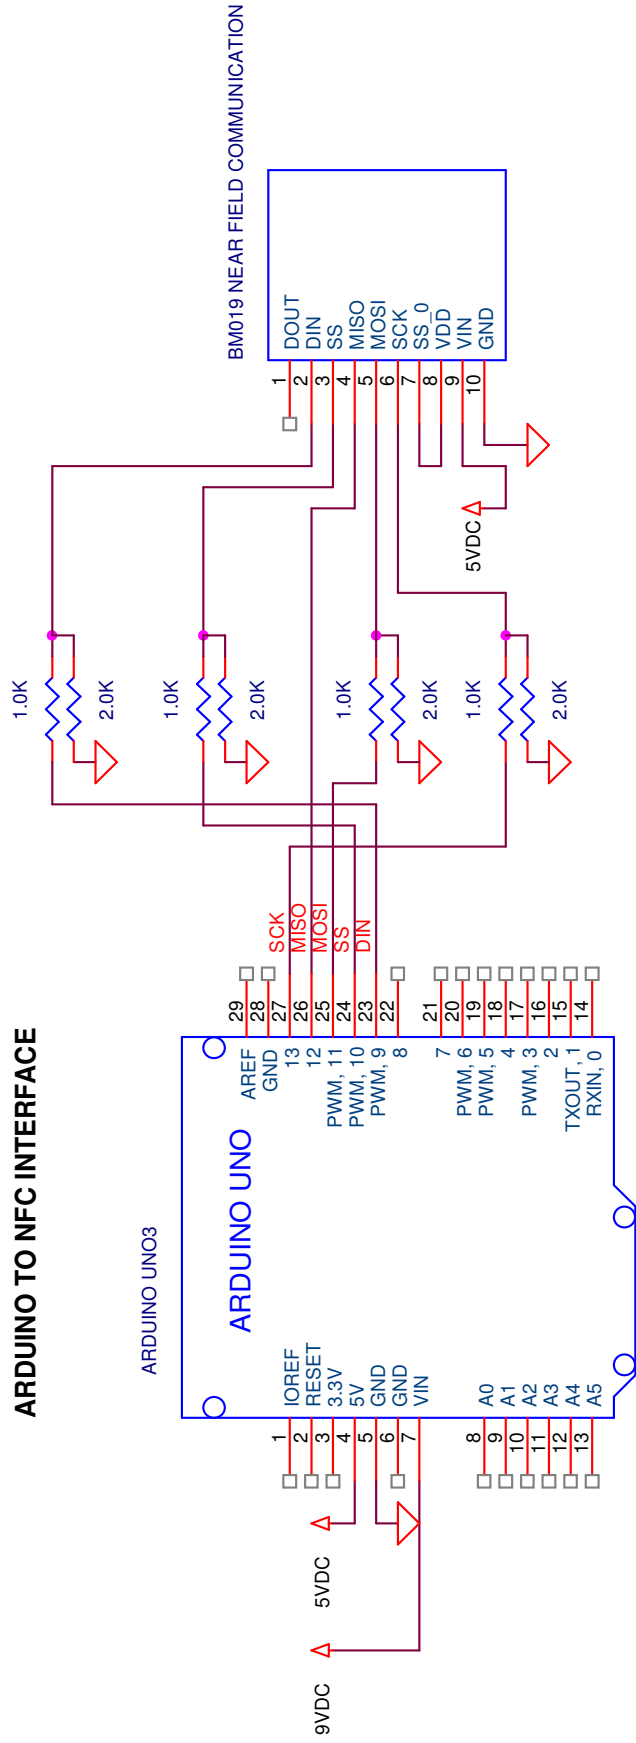 ARDUINO TO NFC INTERFACE
ARDUINO UNO3
ARDUINO UNO
9VDC
5VDC
1 IOREF
2 RESET
3 3.3V
4 5V
5 GND
6 GND
7 VIN
8 A0
9 A1
10 A2
11 A3
12 A4
13 A5
AREF 29
GND 28
13 27 SCK
12 26 MISO
PWM, 11 25 MOSI
PWM, 10 24 SS
PWM, 9 23 DIN
8 22
7 21
PWM, 6 20
PWM, 5 19
4 18
PWM, 3 17
2 16
TXOUT, 1 15
RXIN, 0 14
1.0K
2.0K
1.0K
2.0K
1.0K
2.0K
1.0K
2.0K
5VDC
BM019 NEAR FIELD COMMUNICATION
1 DOUT
2 DIN
3 SS
4 MISO
5 MOSI
6 SCK
7 SS_0
8 VDD
9 VIN
10 GND